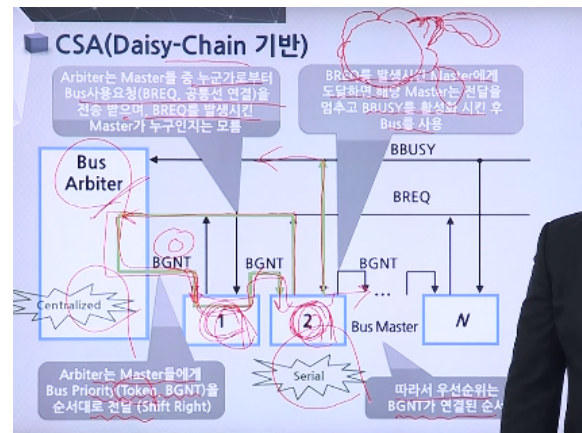 CSA(Daisy-Chain 기반)
Arbiter는 Master들 중 누군가로부터
Bus사용요청(BREQ, 공통선 연결)을
전송 받으며, BREQ를 발생시킨
Master가 누구인지는 모름
BREQ를 발생시킨 Master에게
도달하면 해당 Master는 전달을
멈추고 BBUSY를 활성화 시킨 후
Bus를 사용
BBUSY
Bus
Arbiter
BREQ
BGNT
BGNT
BGNT
...
Centralized
1
2
Bus Master
N
Serial
Arbiter는 Master들에게
Bus Priority(Token, BGNT)을
순서대로 전달 (Shift Right)
따라서 우선순위는
BGNT가 연결된 순서